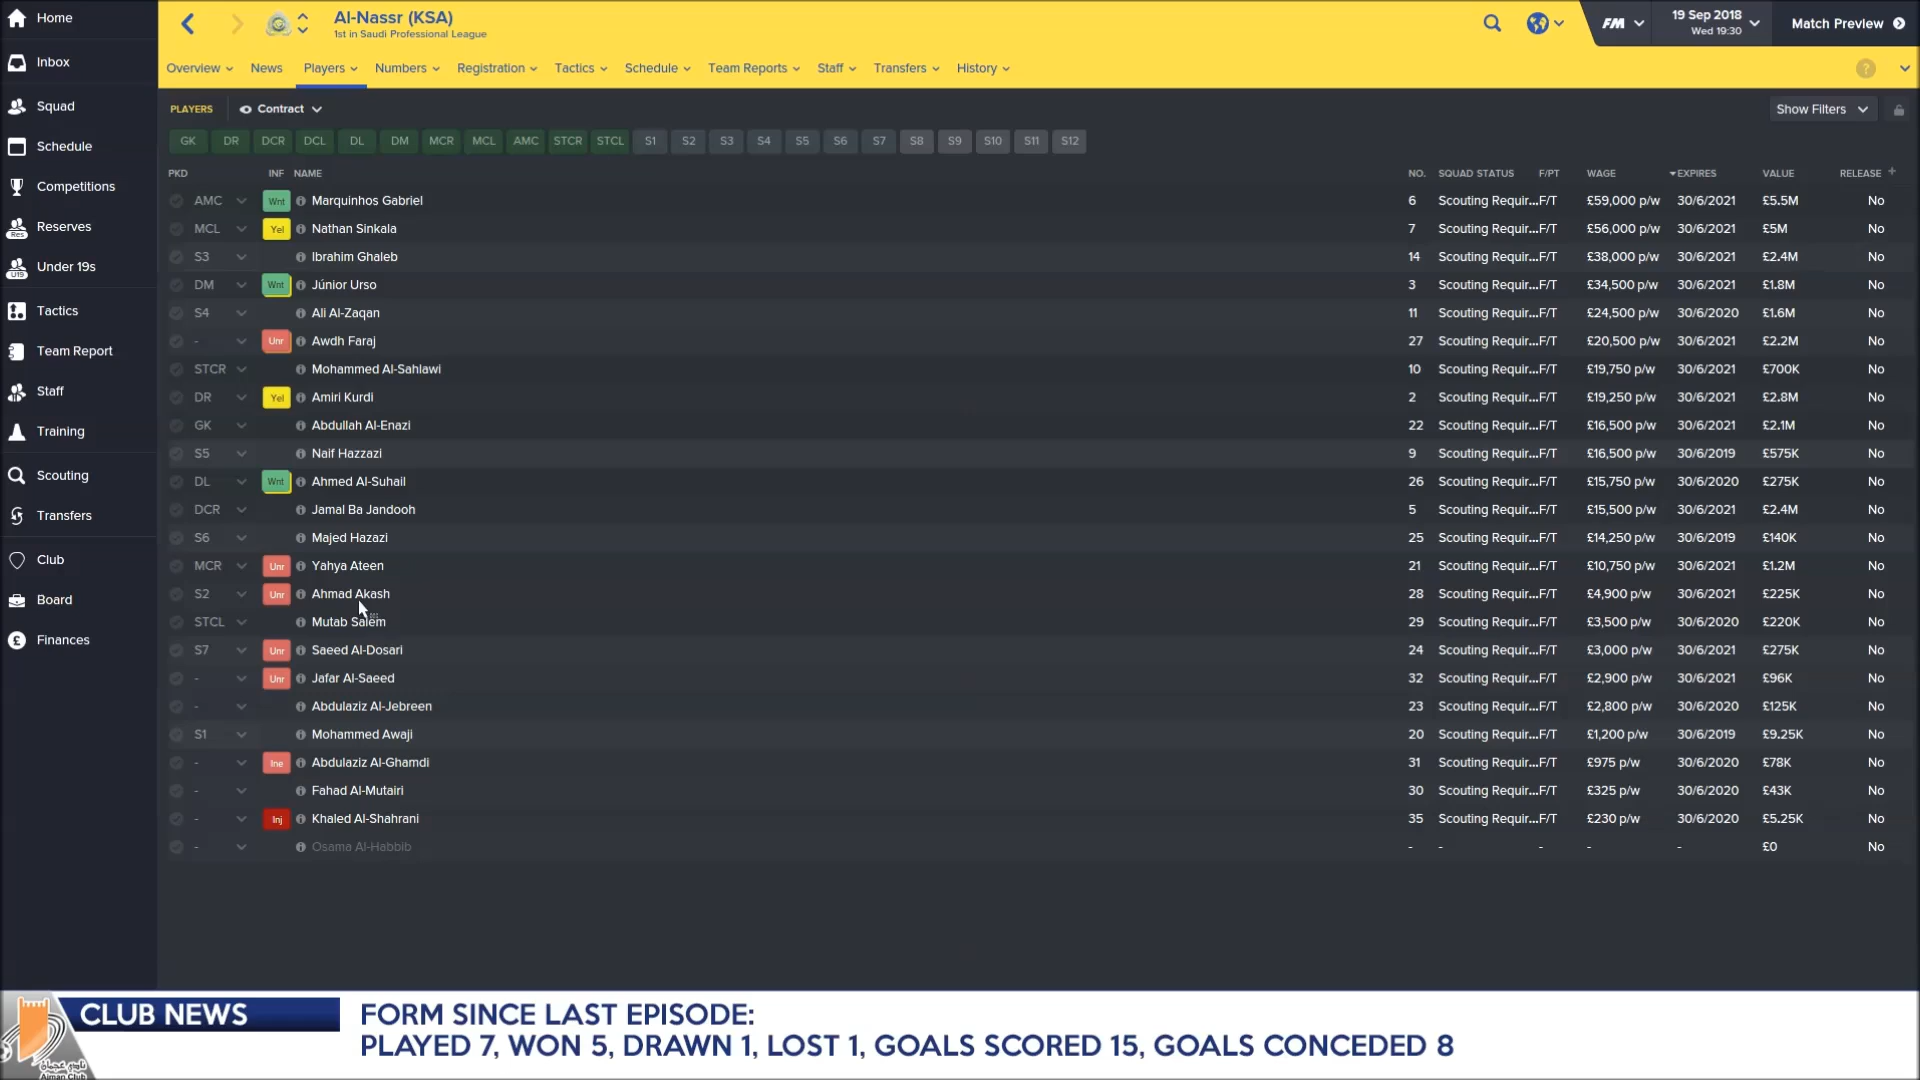 Home
Inbox
Squad
Schedule
Competitions
Reserves
Under 19s
Tactics
Team Report
Staff
Training
Scouting
Transfers
Club
Board
Finances
Al-Nassr (KSA)
1st in Saudi Professional League
FM
19 Sep 2018
Wed 19:30
Match Preview
Overview News Players Numbers Registration Tactics Schedule Team Reports Staff Transfers History
PLAYERS Contract Show Filters
GK DR DCR DCL DL DM MCR MCL AMC STCR STCL S1 S2 S3 S4 S5 S6 S7 S8 S9 S10 S11 S12
PKD INF NAME NO. SQUAD STATUS F/PT WAGE EXPIRES VALUE RELEASE
AMC Wnt Marquinhos Gabriel 6 Scouting Requir...F/T £59,000 p/w 30/6/2021 £5.5M No
MCL Yel Nathan Sinkala 7 Scouting Requir...F/T £56,000 p/w 30/6/2021 £5M No
S3 Ibrahim Ghaleb 14 Scouting Requir...F/T £38,000 p/w 30/6/2021 £2.4M No
DM Wnt Júnior Urso 3 Scouting Requir...F/T £34,500 p/w 30/6/2021 £1.8M No
S4 Ali Al-Zaqan 11 Scouting Requir...F/T £24,500 p/w 30/6/2020 £1.6M No
- Unr Awdh Faraj 27 Scouting Requir...F/T £20,500 p/w 30/6/2021 £2.2M No
STCR Mohammed Al-Sahlawi 10 Scouting Requir...F/T £19,750 p/w 30/6/2021 £700K No
DR Yel Amiri Kurdi 2 Scouting Requir...F/T £19,250 p/w 30/6/2021 £2.8M No
GK Abdullah Al-Enazi 22 Scouting Requir...F/T £16,500 p/w 30/6/2021 £2.1M No
S5 Naif Hazzazi 9 Scouting Requir...F/T £16,500 p/w 30/6/2019 £575K No
DL Wnt Ahmed Al-Suhail 26 Scouting Requir...F/T £15,750 p/w 30/6/2020 £275K No
DCR Jamal Ba Jandooh 5 Scouting Requir...F/T £15,500 p/w 30/6/2021 £2.4M No
S6 Majed Hazazi 25 Scouting Requir...F/T £14,250 p/w 30/6/2019 £140K No
MCR Unr Yahya Ateen 21 Scouting Requir...F/T £10,750 p/w 30/6/2021 £1.2M No
S2 Unr Ahmad Akash 28 Scouting Requir...F/T £4,900 p/w 30/6/2021 £225K No
STCL Mutab Salem 29 Scouting Requir...F/T £3,500 p/w 30/6/2020 £220K No
S7 Unr Saeed Al-Dosari 24 Scouting Requir...F/T £3,000 p/w 30/6/2021 £275K No
- Unr Jafar Al-Saeed 32 Scouting Requir...F/T £2,900 p/w 30/6/2021 £96K No
- Abdulaziz Al-Jebreen 23 Scouting Requir...F/T £2,800 p/w 30/6/2020 £125K No
S1 Mohammed Awaji 20 Scouting Requir...F/T £1,200 p/w 30/6/2019 £9.25K No
- Ine Abdulaziz Al-Ghamdi 31 Scouting Requir...F/T £975 p/w 30/6/2020 £78K No
- Fahad Al-Mutairi 30 Scouting Requir...F/T £325 p/w 30/6/2020 £43K No
- Inj Khaled Al-Shahrani 35 Scouting Requir...F/T £230 p/w 30/6/2020 £5.25K No
- Osama Al-Habbib - - - - - £0 No
CLUB NEWS
FORM SINCE LAST EPISODE:
PLAYED 7, WON 5, DRAWN 1, LOST 1, GOALS SCORED 15, GOALS CONCEDED 8
Ajman Club